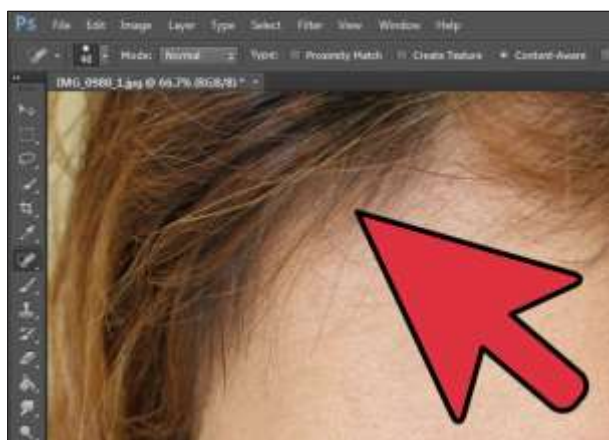 Ps File Edit Image Layer Type Select Filter View Window Help
Mode: Normal Type: Proximity Match Create Texture Content-Aware
IMG_0980_1.jpg @ 66.7% (RGB/8) *